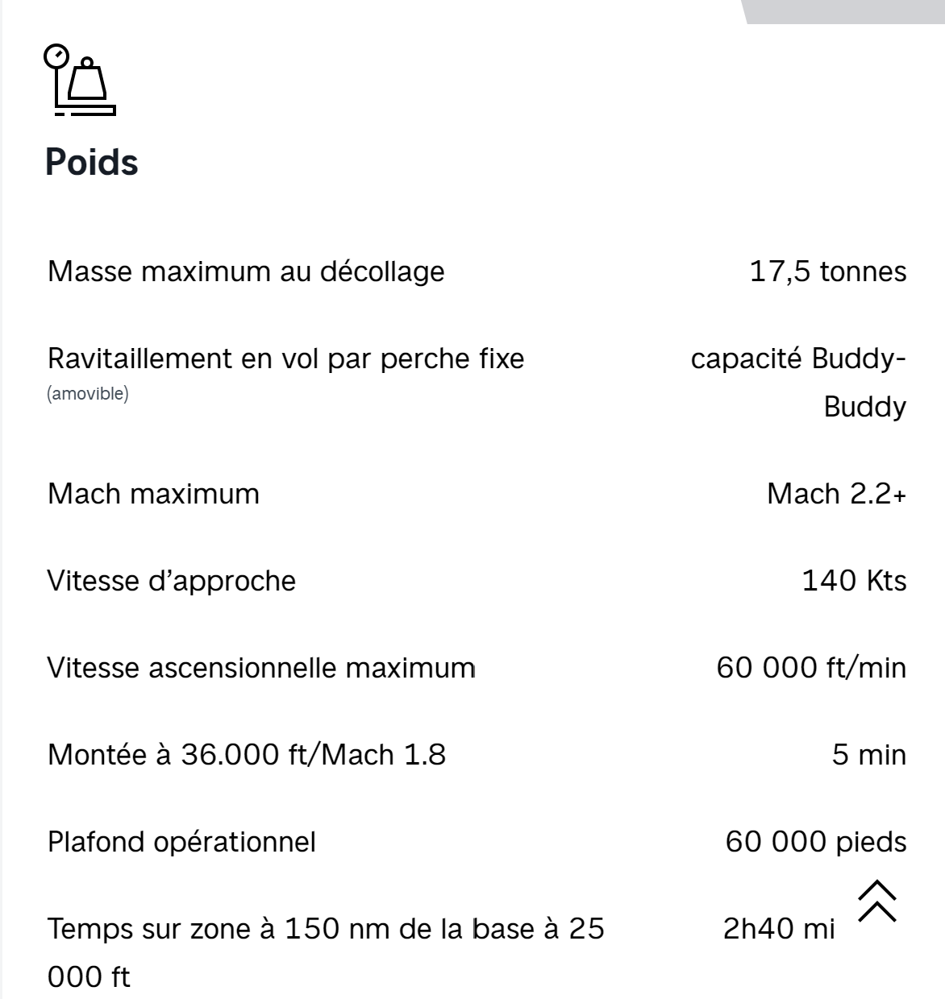 Poids
Masse maximum au décollage 17,5 tonnes
Ravitaillement en vol par perche fixe capacité Buddy-
(amovible) Buddy
Mach maximum Mach 2.2+
Vitesse d’approche 140 Kts
Vitesse ascensionnelle maximum 60 000 ft/min
Montée à 36.000 ft/Mach 1.8 5 min
Plafond opérationnel 60 000 pieds
Temps sur zone à 150 nm de la base à 25 2h40 mi
000 ft